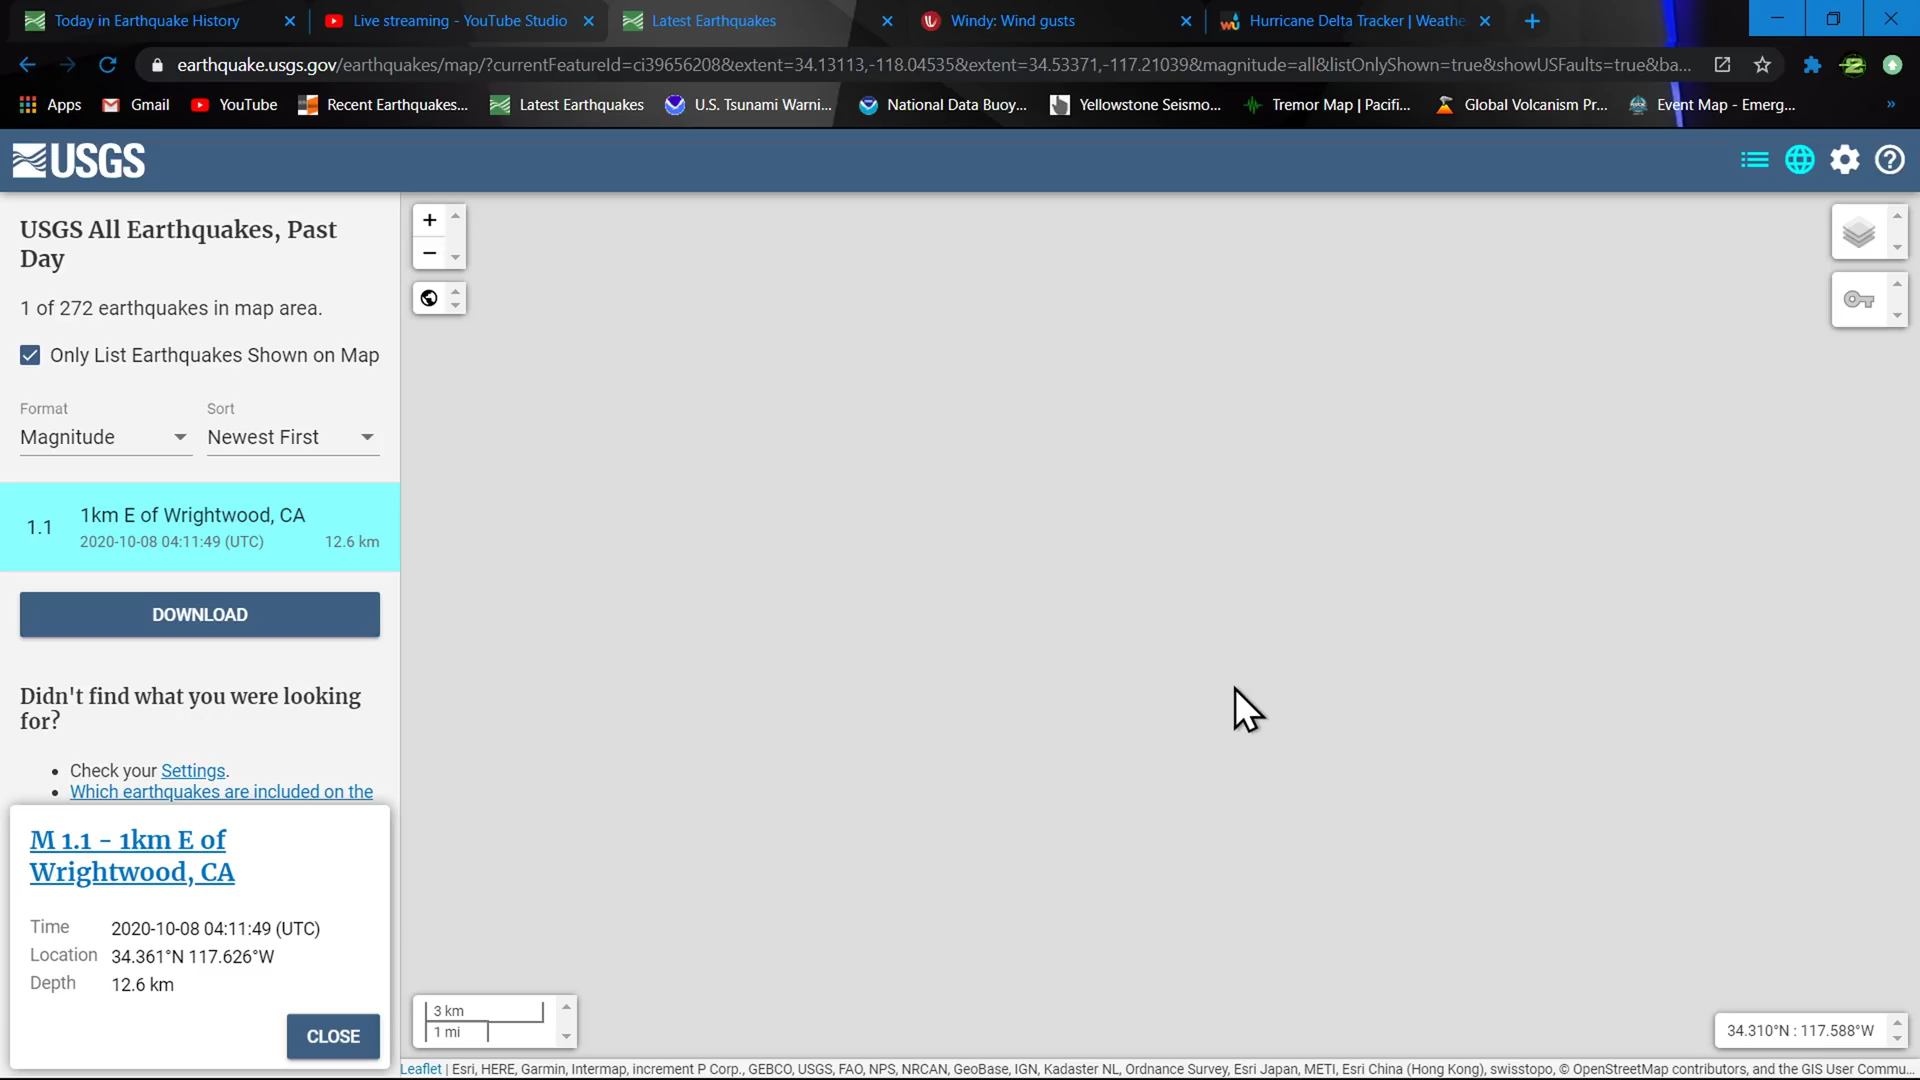 Today in Earthquake History
Live streaming - YouTube Studio
Latest Earthquakes
Windy: Wind gusts
Hurricane Delta Tracker | Weathe
earthquake.usgs.gov/earthquakes/map/?currentFeatureId=ci39656208&extent=34.13113,-118.04535&extent=34.53371,-117.21039&magnitude=all&listOnlyShown=true&showUSFaults=true&ba...
Apps
Gmail
YouTube
Recent Earthquakes...
Latest Earthquakes
U.S. Tsunami Warni...
National Data Buoy...
Yellowstone Seismo...
Tremor Map | Pacifi...
Global Volcanism Pr...
Event Map - Emerg...
»
USGS
USGS All Earthquakes, Past
Day
1 of 272 earthquakes in map area.
Only List Earthquakes Shown on Map
Format
Sort
Magnitude
Newest First
1.1
1km E of Wrightwood, CA
2020-10-08 04:11:49 (UTC)
12.6 km
DOWNLOAD
Didn't find what you were looking
for?
• Check your Settings.
• Which earthquakes are included on the
M 1.1 - 1km E of
Wrightwood, CA
Time 2020-10-08 04:11:49 (UTC)
Location 34.361°N 117.626°W
Depth 12.6 km
CLOSE
+
−
3 km
1 mi
34.310°N : 117.588°W
Leaflet | Esri, HERE, Garmin, Intermap, increment P Corp., GEBCO, USGS, FAO, NPS, NRCAN, GeoBase, IGN, Kadaster NL, Ordnance Survey, Esri Japan, METI, Esri China (Hong Kong), swisstopo, © OpenStreetMap contributors, and the GIS User Commu...